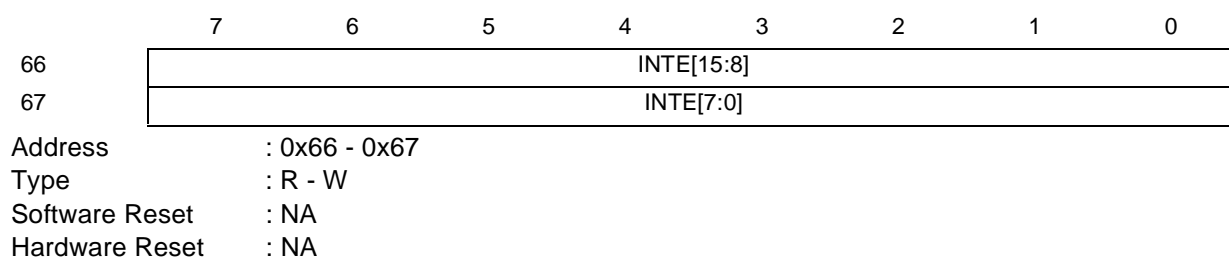 7 6 5 4 3 2 1 0
66 INTE[15:8]
67 INTE[7:0]
Address : 0x66 - 0x67
Type : R - W
Software Reset : NA
Hardware Reset : NA